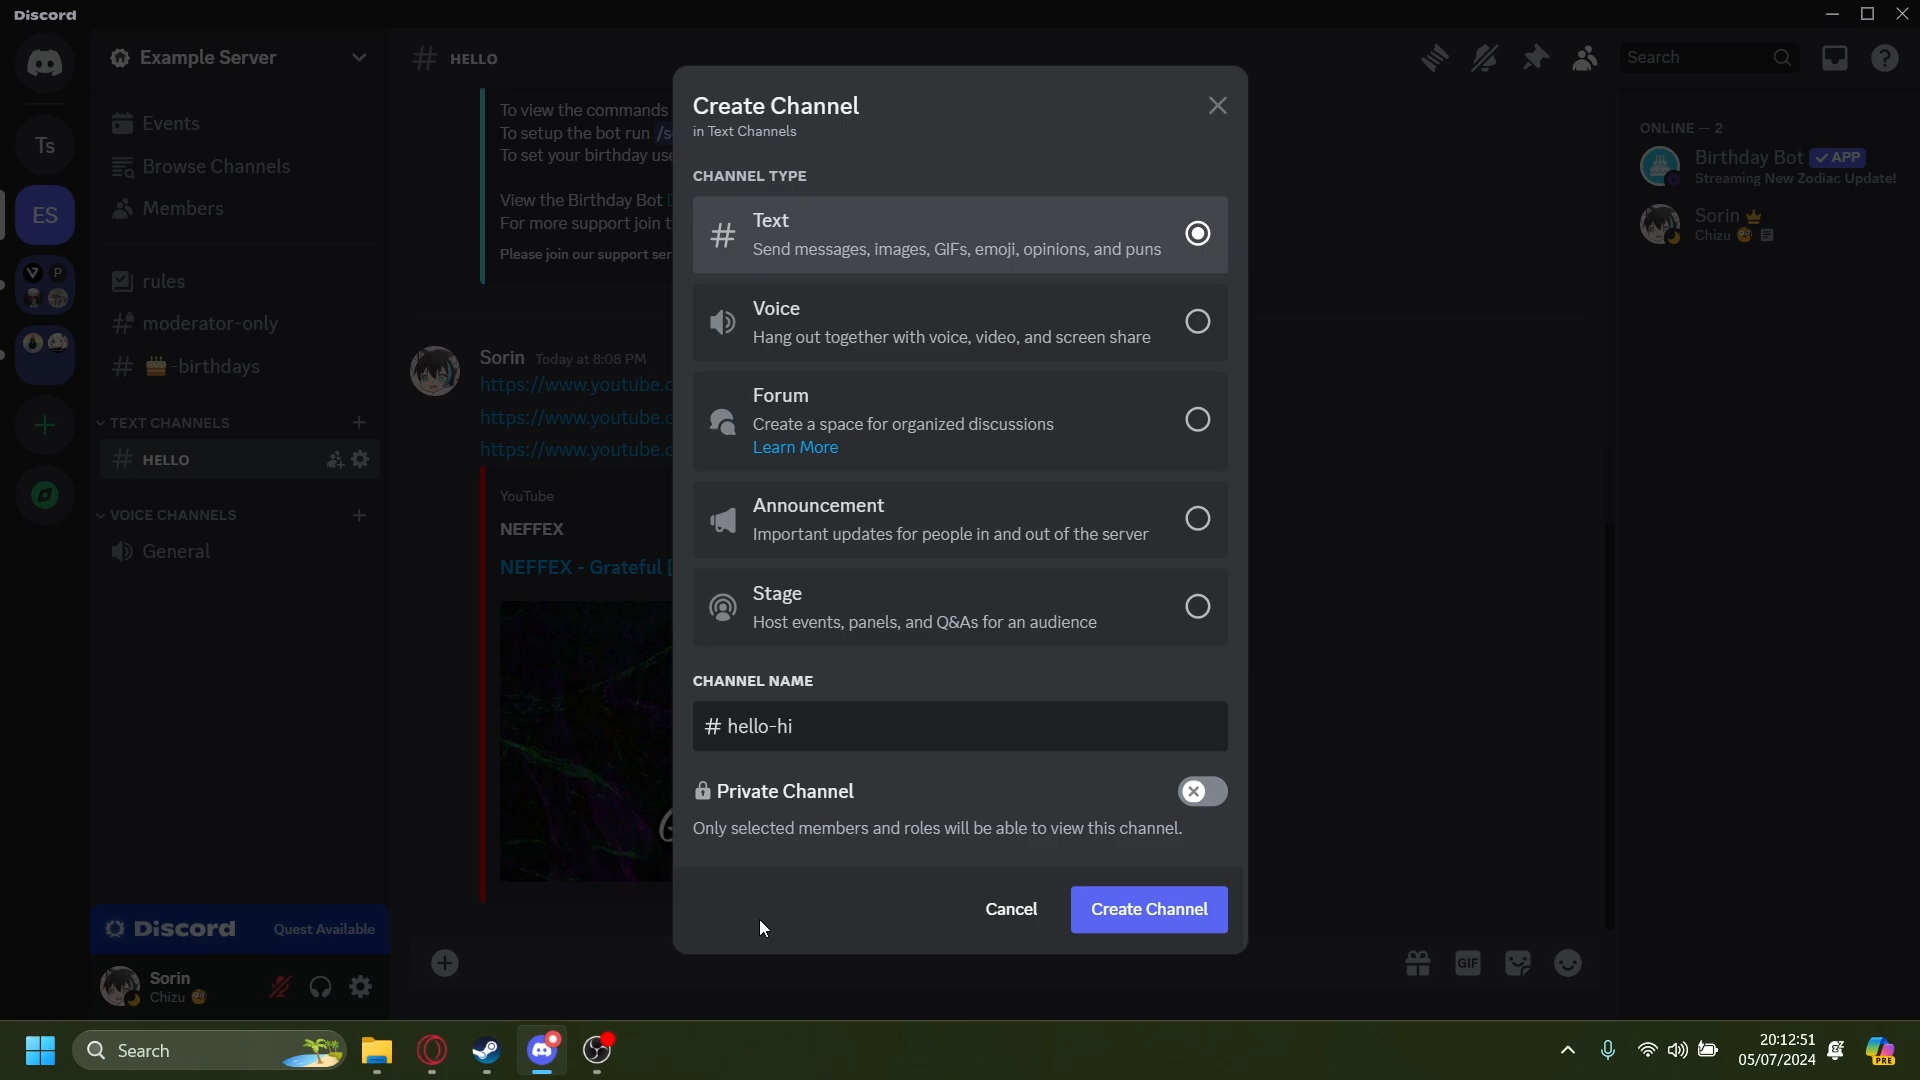 Discord
Example Server
Events
Browse Channels
Members
rules
moderator-only
-birthdays
TEXT CHANNELS
HELLO
VOICE CHANNELS
General
Discord Quest Available
Sorin
Chizu
Ts
ES
P
HELLO
Search
To view the commands
To setup the bot run
To set your birthday use
View the Birthday Bot
For more support join
Please join our support ser
Sorin Today at 8:08 PM
https://www.youtube.c
https://www.youtube.c
https://www.youtube.c
YouTube
NEFFEX
NEFFEX - Grateful [
Create Channel
in Text Channels
CHANNEL TYPE
# Text
Send messages, images, GIFs, emoji, opinions, and puns
Voice
Hang out together with voice, video, and screen share
Forum
Create a space for organized discussions
Learn More
Announcement
Important updates for people in and out of the server
Stage
Host events, panels, and Q&As for an audience
CHANNEL NAME
# hello-hi
Private Channel
Only selected members and roles will be able to view this channel.
Cancel
Create Channel
GIF
ONLINE — 2
Birthday Bot ✓ APP
Streaming New Zodiac Update!
Sorin
Chizu
Search
20:12:51
05/07/2024
PRE